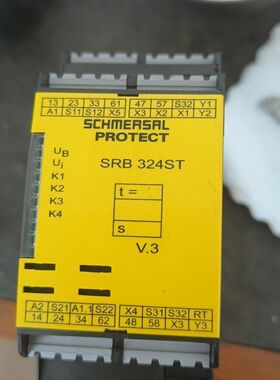 13 23 33 61 47 57 S32 Y1
A1 S11 S12 X5 X3 X2 X1 Y2
SCHMERSAL
PROTECT
SRB 324ST
UB
Ui
K1
K2
K3
K4
t =
s
V.3
A2 S21 A1.1 S22 X4 S31 S32 RT
14 24 34 62 48 58 X3 Y3